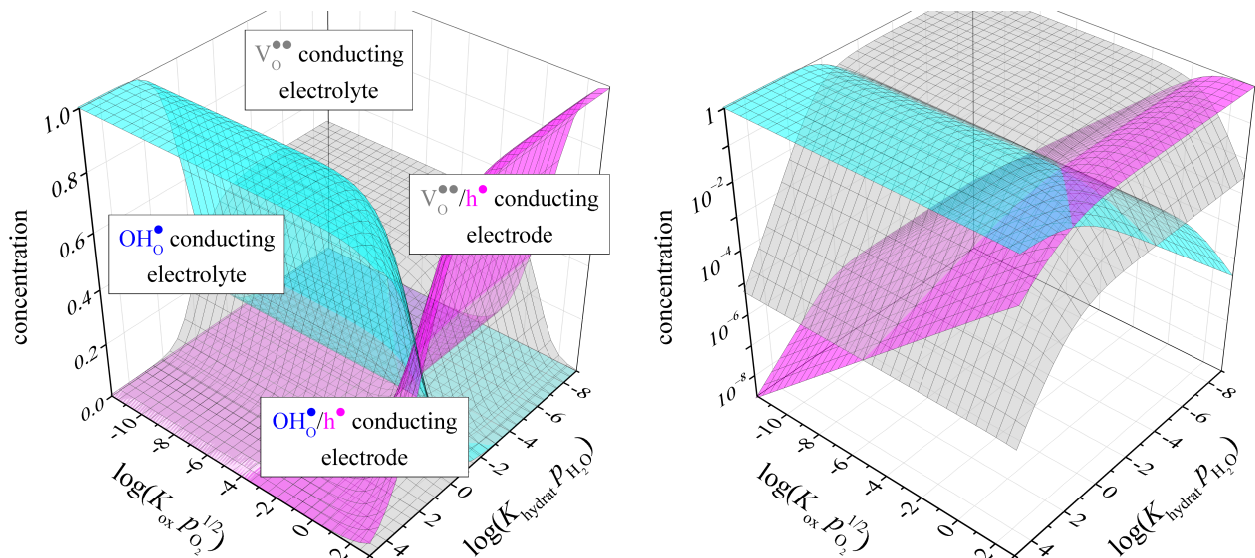 V_O^●● conducting
electrolyte
V_O^●●/h^● conducting
electrode
OH_O^● conducting
electrolyte
OH_O^●/h^● conducting
electrode
concentration
1.0
0.8
0.6
0.4
0.2
0.0
-10
-8
-6
-4
-2
0
2
log(K_ox p_O₂^1/2)
4
2
0
-2
-4
-6
-8
log(K_hydrat p_H₂O)
concentration
1
10⁻²
10⁻⁴
10⁻⁶
10⁻⁸
-10
-8
-6
-4
-2
0
2
log(K_ox p_O₂^1/2)
4
2
0
-2
-4
-6
-8
log(K_hydrat p_H₂O)